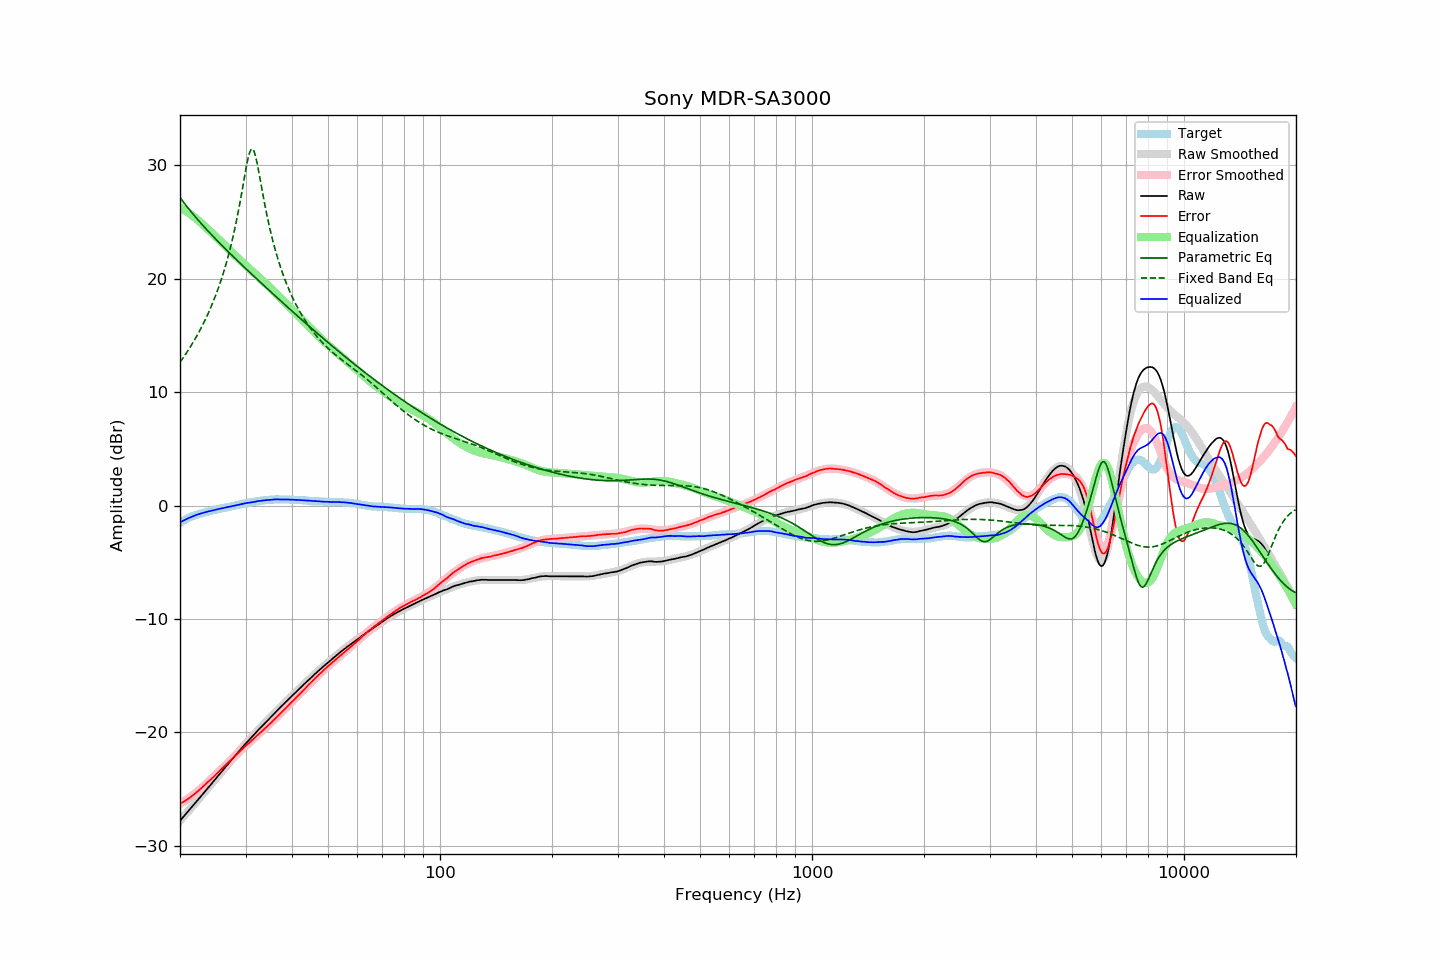 Sony MDR-SA3000
Target
Raw Smoothed
Error Smoothed
Raw
Error
Equalization
Parametric Eq
Fixed Band Eq
Equalized
Amplitude (dBr)
30
20
10
0
−10
−20
−30
100
1000
10000
Frequency (Hz)